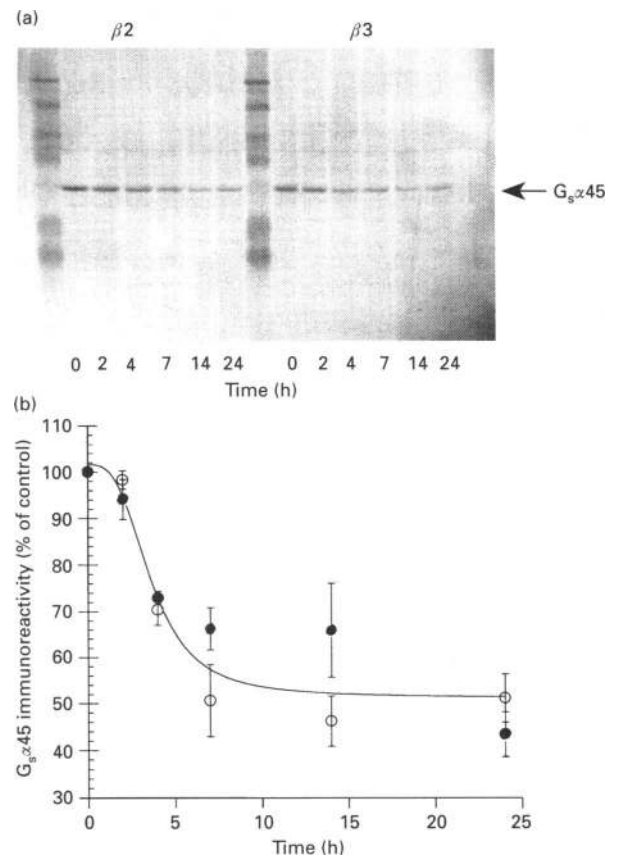 (a)
β2 β3
Gₛα45
0 2 4 7 14 24 0 2 4 7 14 24
Time (h)
(b)
110
100
90
80
70
60
50
40
30
Gₛα45 immunoreactivity (% of control)
0 5 10 15 20 25
Time (h)